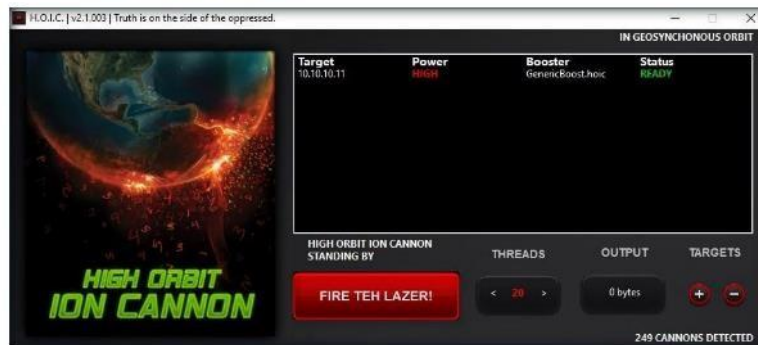 H.O.I.C. | v2.1.003 | Truth is on the side of the oppressed.
IN GEOSYNCHONOUS ORBIT
Target Power Booster Status
10.10.10.11 HIGH GenericBoost.hoic READY
HIGH ORBIT
ION CANNON
HIGH ORBIT ION CANNON
STANDING BY
THREADS OUTPUT TARGETS
FIRE TEH LAZER!
< 20 > 0 bytes + −
249 CANNONS DETECTED